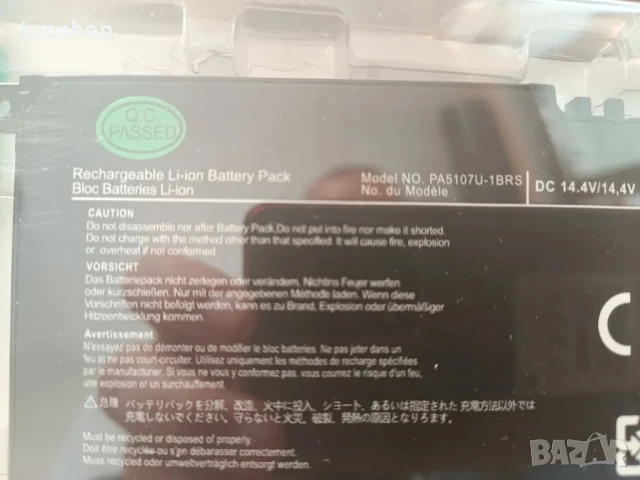 topshop
Q.C
PASSED
Rechargeable Li-ion Battery Pack
Bloc Batteries Li-ion
Model NO. PA5107U-1BRS
No. du Modèle
DC 14.4V/14,4V
CAUTION
Do not disassemble nor after Battery Pack,Do not put into fire nor make it shorted.
Do not charge with the method other than that specified. It will cause fire, explosion
or overheat if not conformed.
VORSICHT
Das Batteriepack nicht zerlegen oder verändern, Nichtins Feuer werfen
oder kurzschließen. Nur mit der angegebenen Méthode laden. Wenn diese
Vorschriften nicht befolgt werden, kann es zu Brand, Explosion oder übermäßiger
Hitzeentwicklung kommen.
Avertissement
N'essayez pas de démonter ou de modifier le bloc batteries. Ne pas jeter dans un
feu et ne pas court-circuiter. Utilisez uniquement les méthodes de recharge spécifiées
par le manufacturier. Si vous ne vous y conformez pas, vous courez le risque d'un feu,
une explosion or un surchauffement.
⚠危険 バッテリパックを分解、改造、火中に投入、ショート、あるいは指定された充電方法以外では
充電しないでください。守らないと火災、破裂、発熱の原因となります。
Must be recycled or disposed of properly.
Doit être recyclée ou se débarasser correctement.
Muss recycled oder umweltverträglich entsorgt werden.
BAZAR
bg